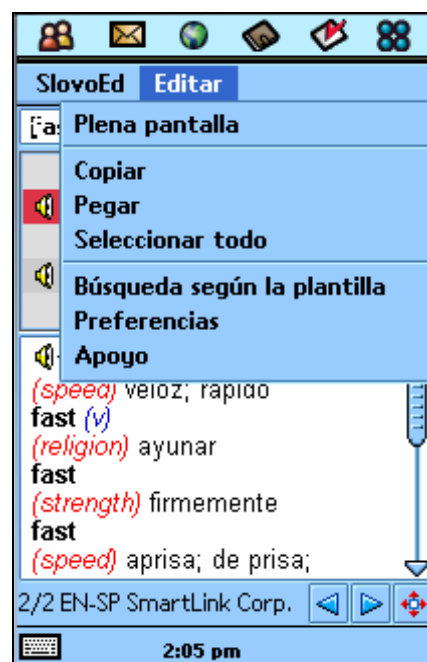 SlovoEd Editar
Plena pantalla
Copiar
Pegar
Seleccionar todo
Búsqueda según la plantilla
Preferencias
Apoyo
(speed) veloz; rápido
fast (v)
(religion) ayunar
fast
(strength) firmemente
fast
(speed) aprisa; de prisa;
2/2 EN-SP SmartLink Corp.
2:05 pm